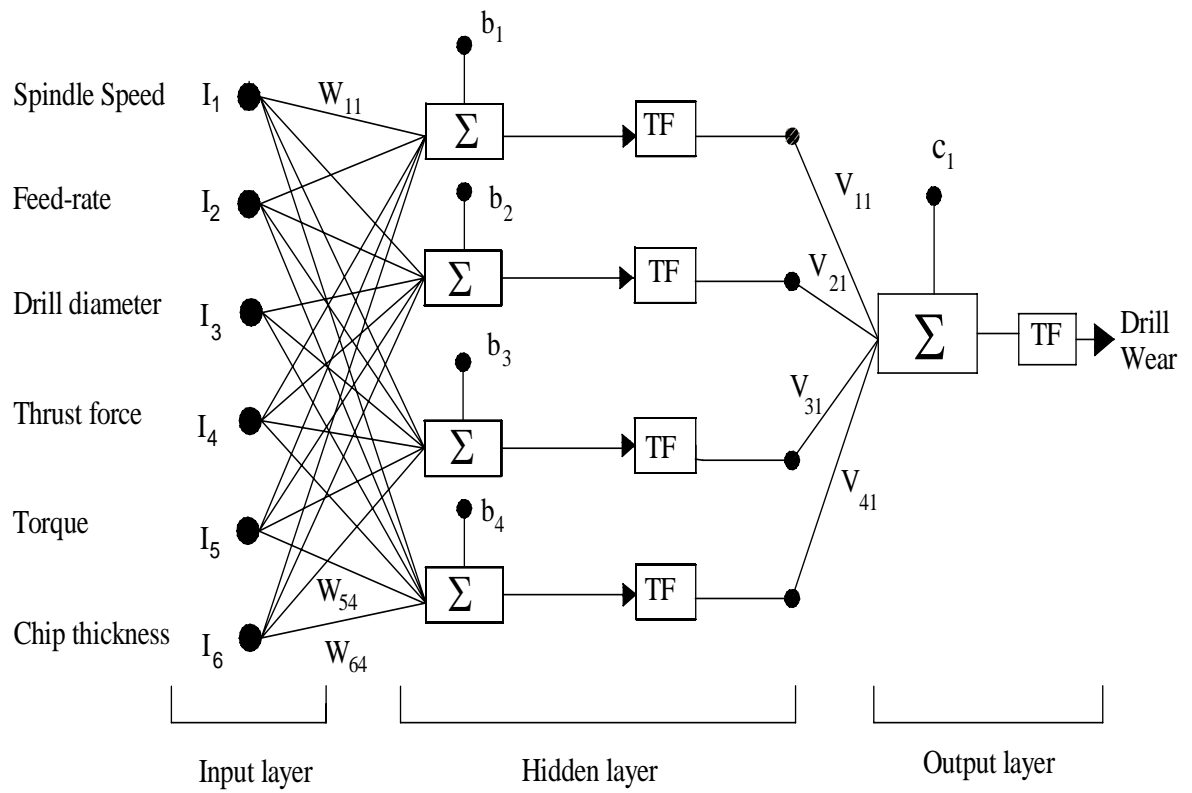 b1
Spindle Speed I1 W11 Σ TF
c1
Feed-rate I2 b2 V11
Drill diameter I3 Σ TF V21
Σ TF Drill Wear
b3
Thrust force I4 Σ TF V31
b4 V41
Torque I5
W54 Σ TF
Chip thickness I6 W64
Input layer Hidden layer Output layer